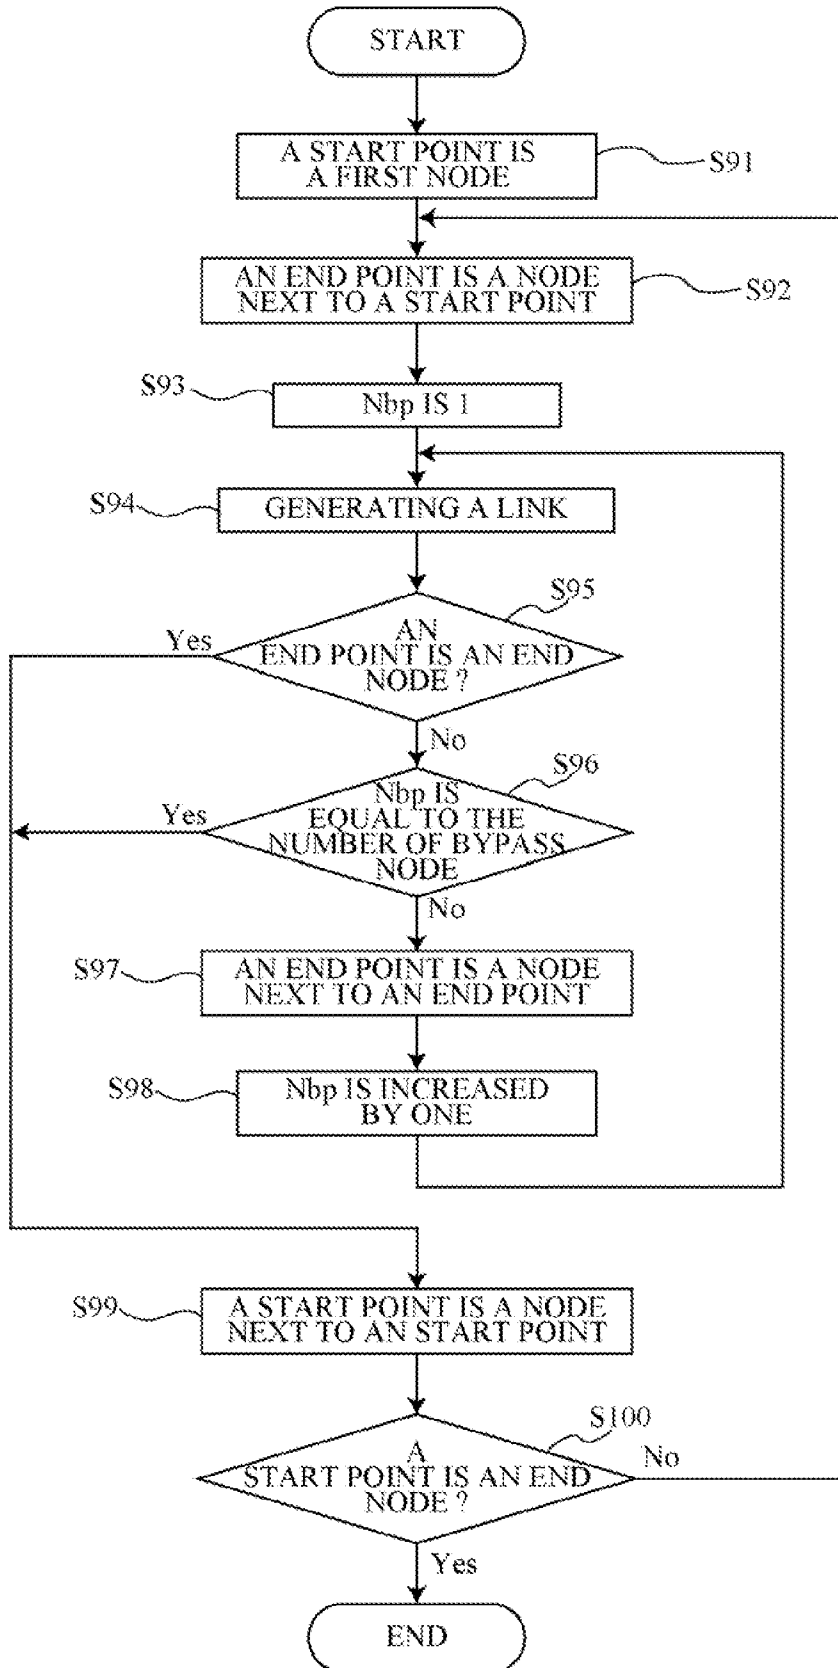 START
A START POINT IS
A FIRST NODE
S91
AN END POINT IS A NODE
NEXT TO A START POINT
S92
S93
Nbp IS 1
S94
GENERATING A LINK
S95
AN
END POINT IS AN END
NODE ?
Yes
No
S96
Nbp IS
EQUAL TO THE
NUMBER OF BYPASS
NODE
Yes
No
S97
AN END POINT IS A NODE
NEXT TO AN END POINT
S98
Nbp IS INCREASED
BY ONE
S99
A START POINT IS A NODE
NEXT TO AN START POINT
S100
A
START POINT IS AN END
NODE ?
No
Yes
END